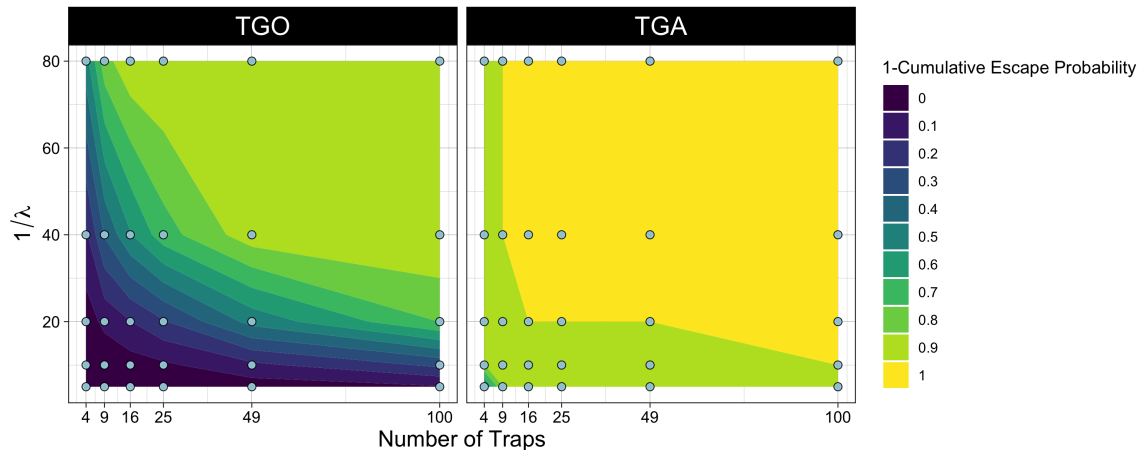 TGO
TGA
80
60
40
20
1/λ
4 9 16 25 49 100
4 9 16 25 49 100
Number of Traps
1-Cumulative Escape Probability
0
0.1
0.2
0.3
0.4
0.5
0.6
0.7
0.8
0.9
1